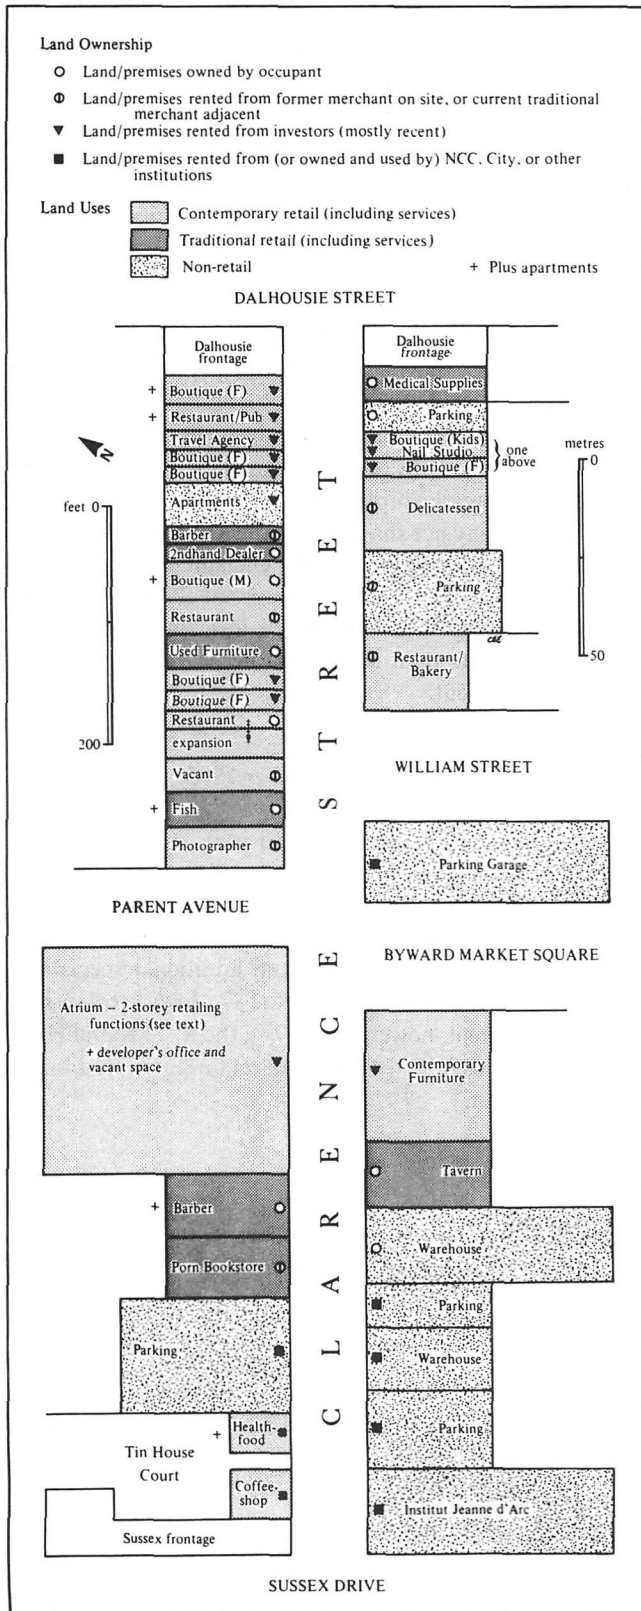 Land Ownership
Land/premises owned by occupant
Land/premises rented from former merchant on site, or current traditional
merchant adjacent
Land/premises rented from investors (mostly recent)
Land/premises rented from (or owned and used by) NCC, City, or other
institutions
Land Uses
Contemporary retail (including services)
Traditional retail (including services)
Non-retail
+ Plus apartments
DALHOUSIE STREET
Dalhousie
frontage
+ Boutique (F)
+ Restaurant/Pub
Travel Agency
Boutique (F)
Boutique (F)
Apartments
Barber
2ndhand Dealer
+ Boutique (M)
Restaurant
Used Furniture
Boutique (F)
Boutique (F)
Restaurant
expansion
Vacant
+ Fish
Photographer
N
feet 0
200
Dalhousie
frontage
Medical Supplies
Parking
Boutique (Kids)
Nail Studio
Boutique (F)
one
above
Delicatessen
Parking
Restaurant/
Bakery
metres
0
50
WILLIAM STREET
Parking Garage
PARENT AVENUE
BYWARD MARKET SQUARE
CLARENCE STREET
Atrium – 2-storey retailing
functions (see text)
+ developer's office and
vacant space
+ Barber
Porn Bookstore
Parking
+ Health-
food
Tin House
Court
Coffee-
shop
Sussex frontage
Contemporary
Furniture
Tavern
Warehouse
Parking
Warehouse
Parking
Institut Jeanne d'Arc
SUSSEX DRIVE